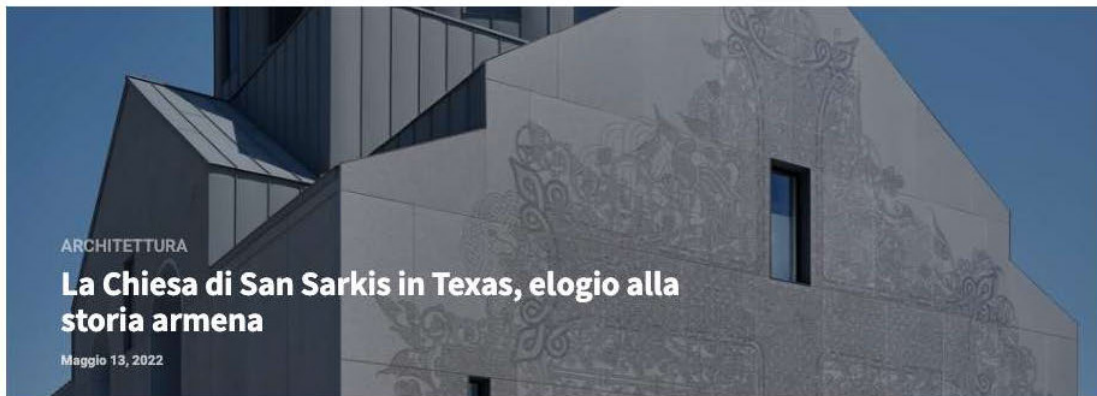 ARCHITETTURA
La Chiesa di San Sarkis in Texas, elogio alla
storia armena
Maggio 13, 2022